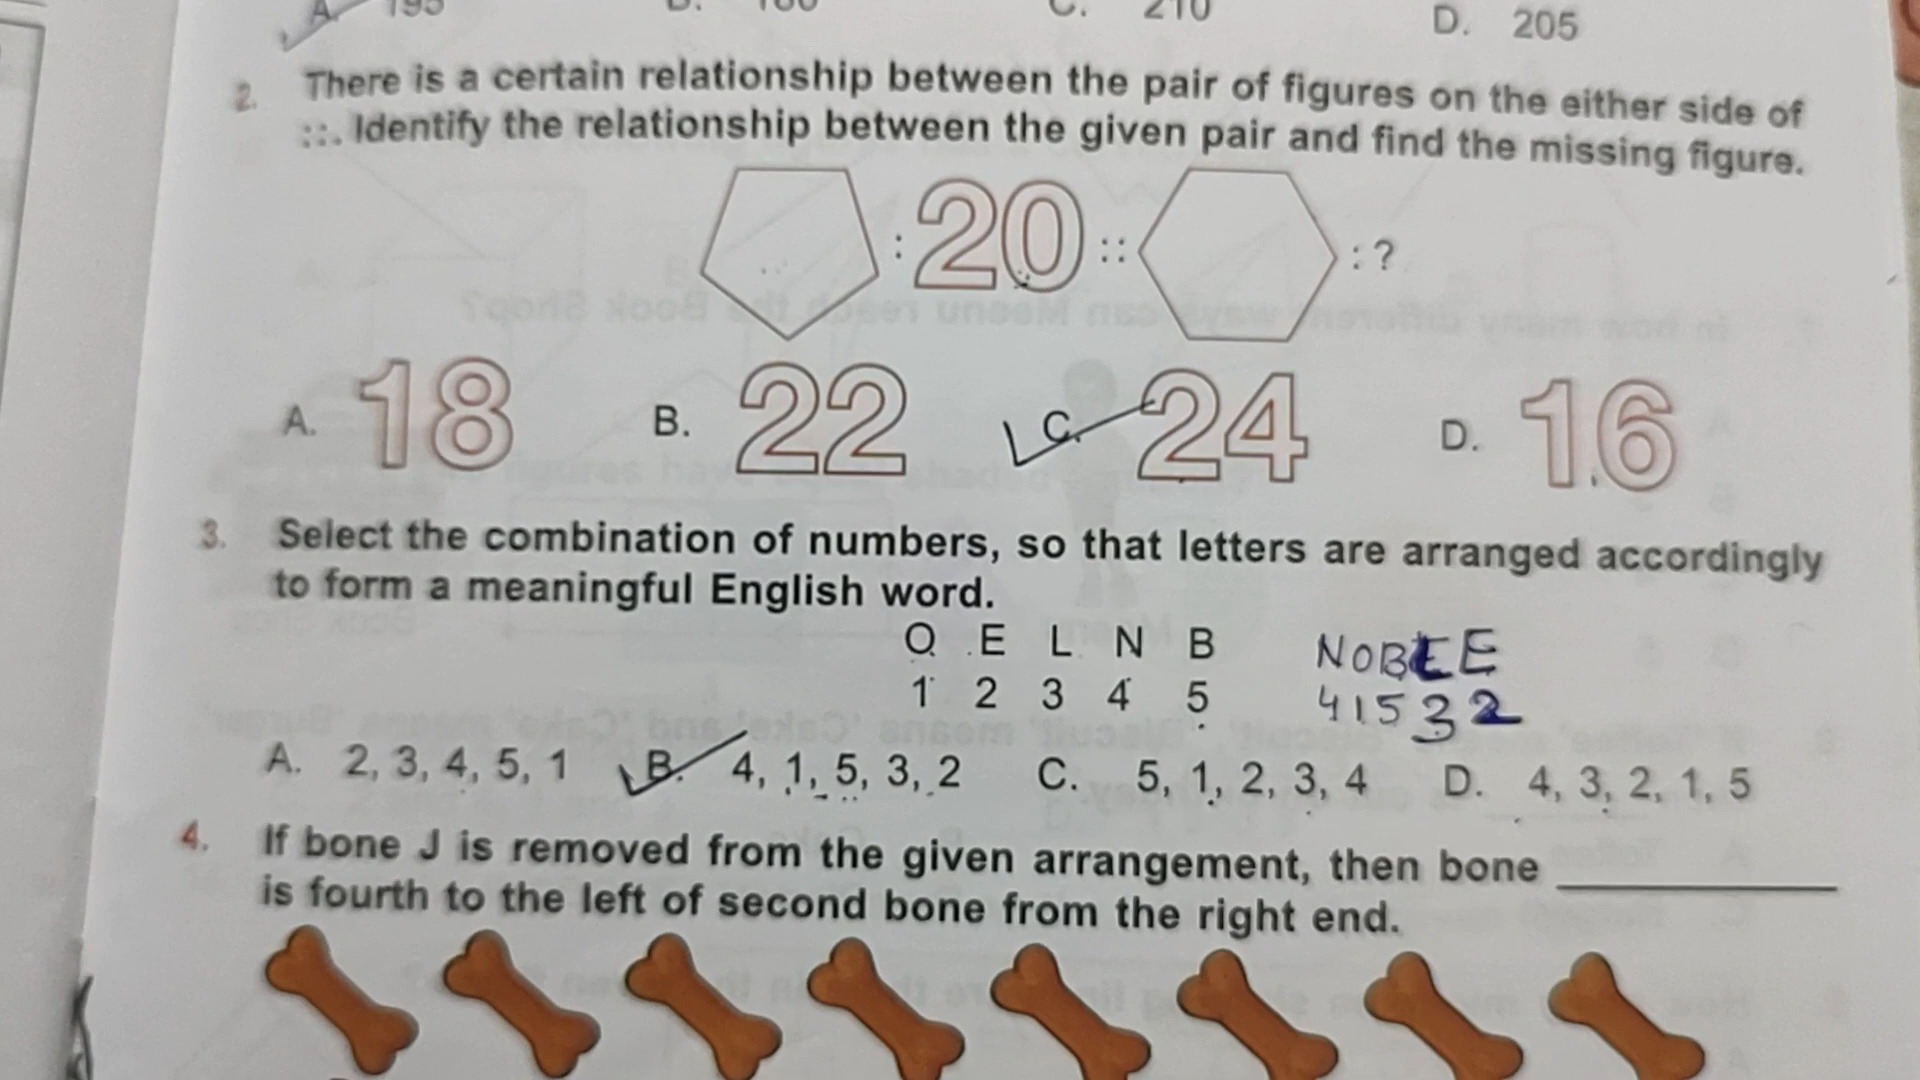 A. 195 B. 180 C. 210 D. 205
2. There is a certain relationship between the pair of figures on the either side of
::. Identify the relationship between the given pair and find the missing figure.
: 20 :: : ?
A. 18 B. 22 C. 24 D. 16
3. Select the combination of numbers, so that letters are arranged accordingly
to form a meaningful English word.
O E L N B NOBLE
1 2 3 4 5 41532
A. 2, 3, 4, 5, 1 B. 4, 1, 5, 3, 2 C. 5, 1, 2, 3, 4 D. 4, 3, 2, 1, 5
4. If bone J is removed from the given arrangement, then bone
is fourth to the left of second bone from the right end.